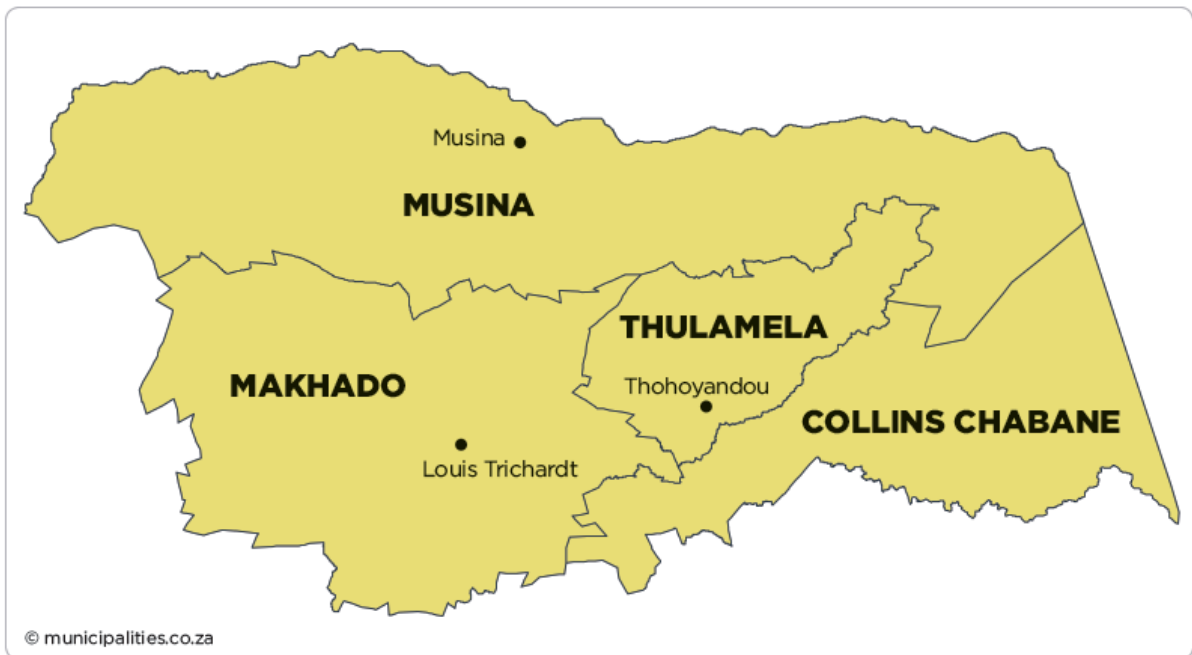 Musina
MUSINA
THULAMELA
MAKHADO
Thohoyandou
COLLINS CHABANE
Louis Trichardt
© municipalities.co.za